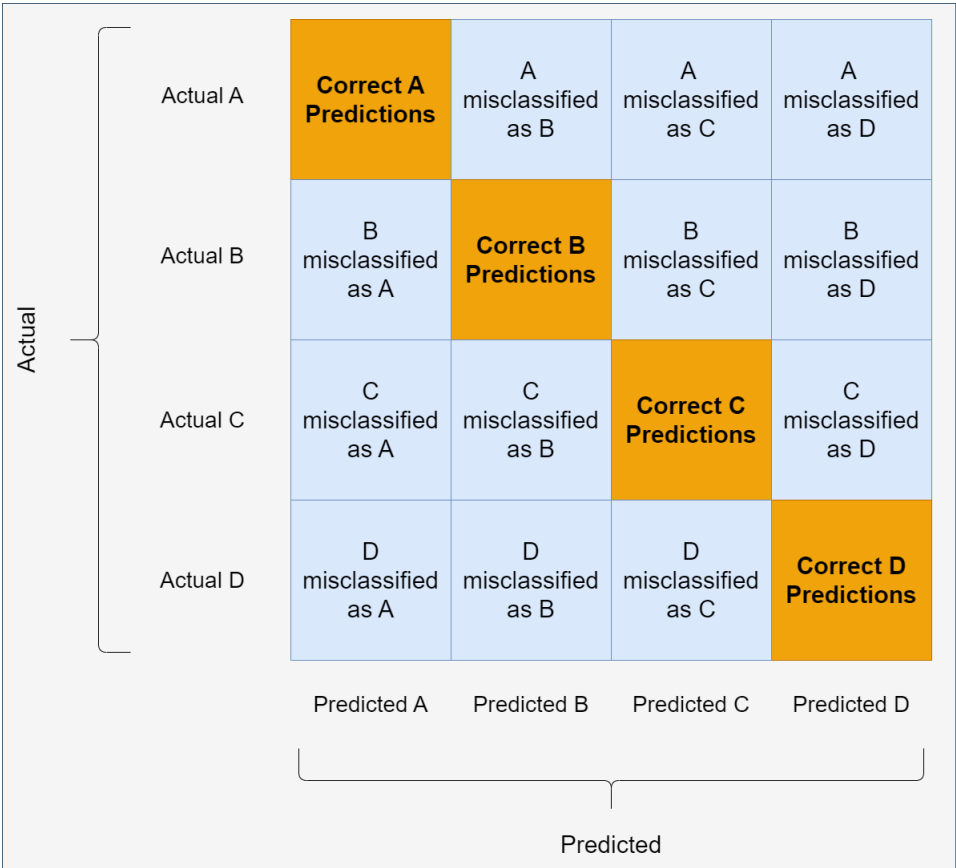 Actual
Actual A
Correct A
Predictions
A
misclassified
as B
A
misclassified
as C
A
misclassified
as D
Actual B
B
misclassified
as A
Correct B
Predictions
B
misclassified
as C
B
misclassified
as D
Actual C
C
misclassified
as A
C
misclassified
as B
Correct C
Predictions
C
misclassified
as D
Actual D
D
misclassified
as A
D
misclassified
as B
D
misclassified
as C
Correct D
Predictions
Predicted A
Predicted B
Predicted C
Predicted D
Predicted